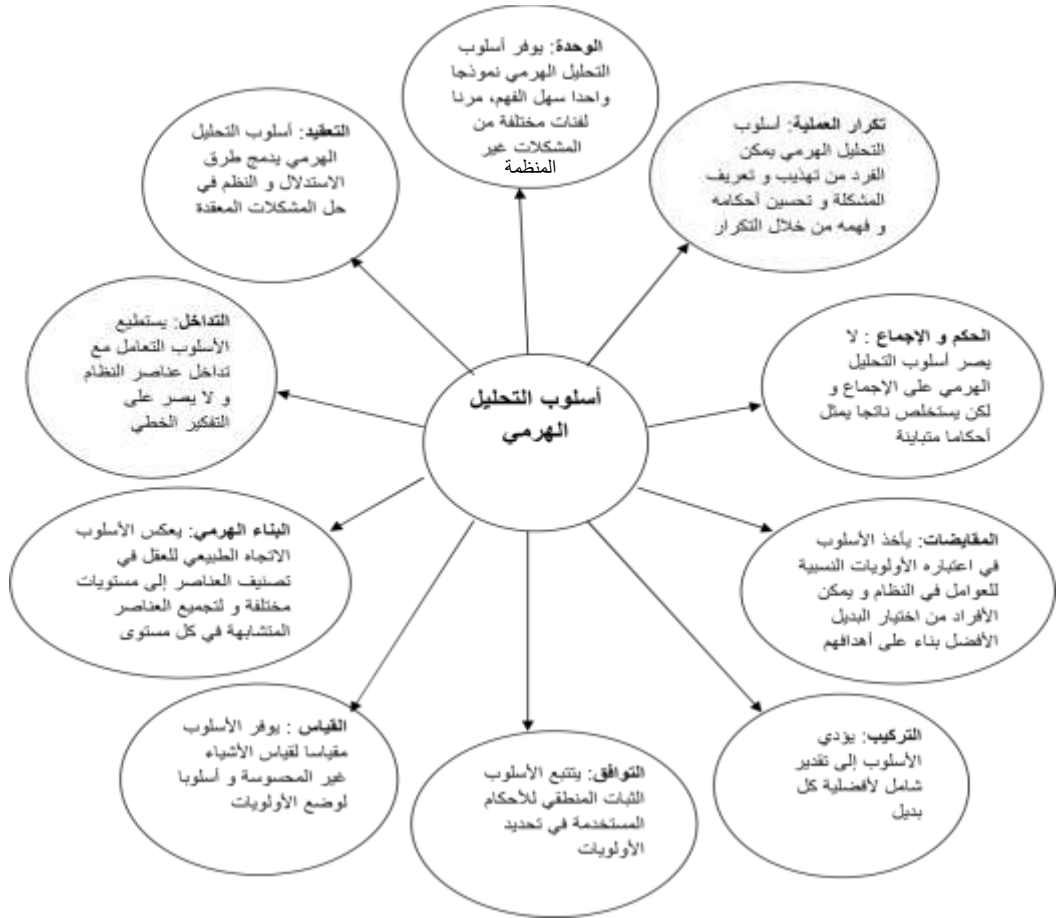 الوحدة: يوفر أسلوب
التحليل الهرمي نموذجا
واحدا سهل الفهم، مرنا
لفئات مختلفة من
المشكلات غير
المنظمة
تكرار العملية: أسلوب
التحليل الهرمي يمكن
الفرد من تهذيب و تعريف
المشكلة و تحسين أحكامه
و فهمه من خلال التكرار
الحكم و الإجماع : لا
يصر أسلوب التحليل
الهرمي على الإجماع و
لكن يستخلص ناتجا يمثل
أحكاما متباينة
المقايضات: يأخذ الأسلوب
في اعتباره الأولويات النسبية
للعوامل في النظام و يمكن
الأفراد من اختيار البديل
الأفضل بناء على أهدافهم
التركيب: يؤدي
الأسلوب إلى تقدير
شامل لأفضلية كل
بديل
التوافق: يتتبع الأسلوب
الثبات المنطقي للأحكام
المستخدمة في تحديد
الأولويات
القياس : يوفر الأسلوب
مقياسا لقياس الأشياء
غير المحسوسة و أسلوبا
لوضع الأولويات
البناء الهرمي: يعكس الأسلوب
الاتجاه الطبيعي للعقل في
تصنيف العناصر إلى مستويات
مختلفة و لتجميع العناصر
المتشابهة في كل مستوى
التداخل: يستطيع
الأسلوب التعامل مع
تداخل عناصر النظام
و لا يصر على
التفكير الخطي
التعقيد: أسلوب التحليل
الهرمي يدمج طرق
الاستدلال و النظم في
حل المشكلات المعقدة
أسلوب التحليل
الهرمي